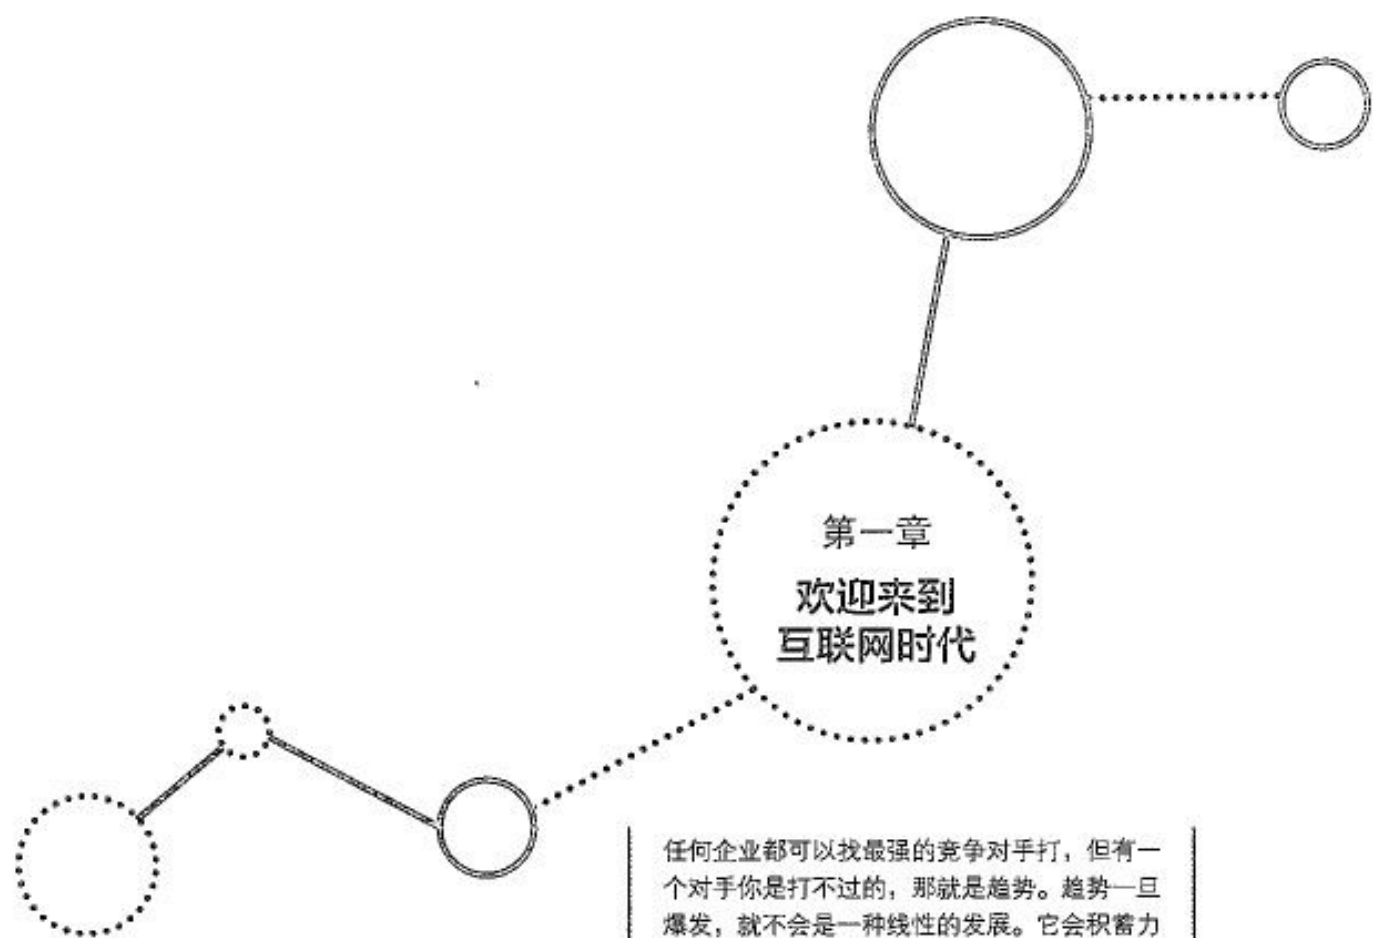 第一章
欢迎来到
互联网时代
任何企业都可以找最强的竞争对手打，但有一
个对手你是打不过的，那就是趋势。趋势一旦
爆发，就不会是一种线性的发展。它会积蓄力